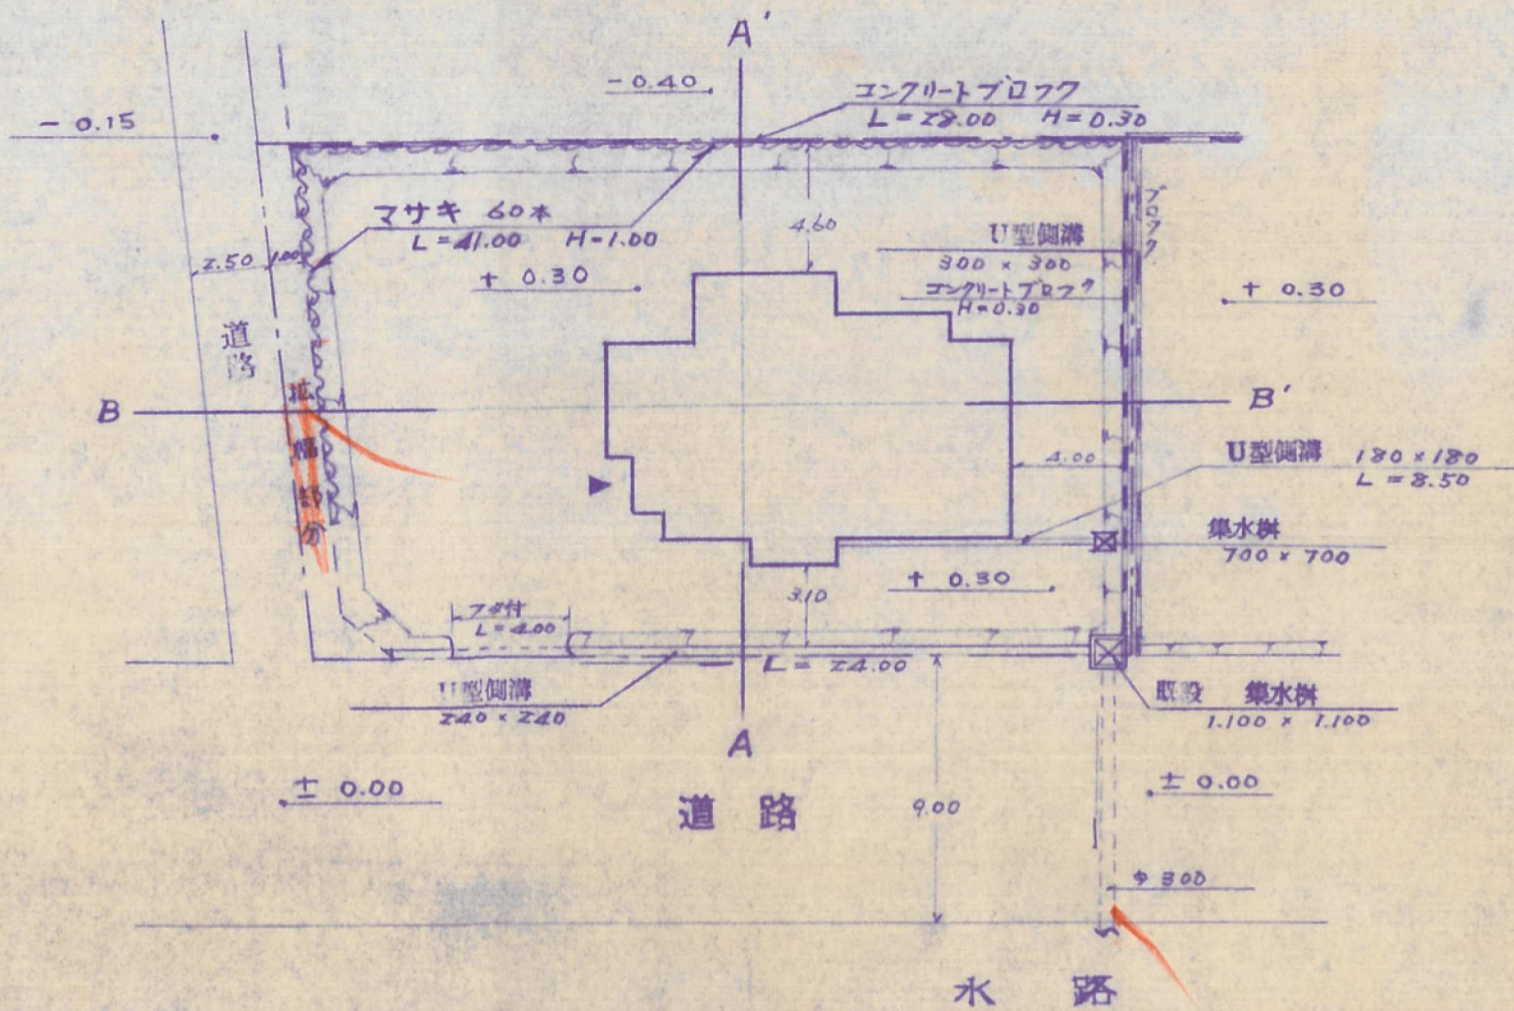 A'
-0.40
コンクリートブロック
L=28.00 H=0.30
-0.15
ブロック
マサキ 60本
L=41.00 H=1.00
4.60
U型側溝
300 × 300
2.50
1.00
+ 0.30
コンクリートブロック
H=0.30
+ 0.30
道路
拡幅部分
B
B'
4.00
U型側溝 180×180
L=8.50
集水桝
700 × 700
+ 0.30
3.10
フタ付
L=4.00
L=24.00
U型側溝
240 × 240
既設 集水桝
1.100 × 1.100
A
± 0.00
± 0.00
道路
9.00
φ300
水路